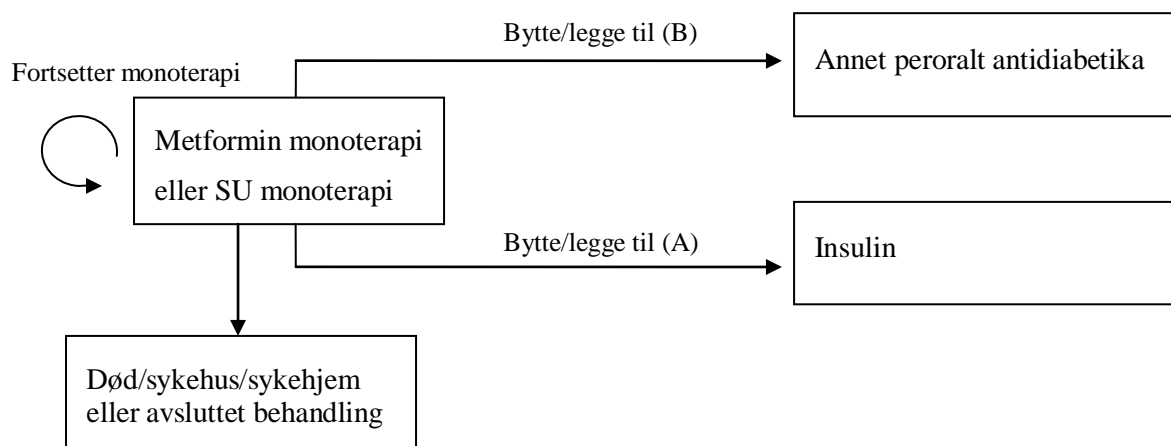 Bytte/legge til (B)
Annet peroralt antidiabetika
Fortsetter monoterapi
Metformin monoterapi
eller SU monoterapi
Bytte/legge til (A)
Insulin
Død/sykehus/sykehjem
eller avsluttet behandling